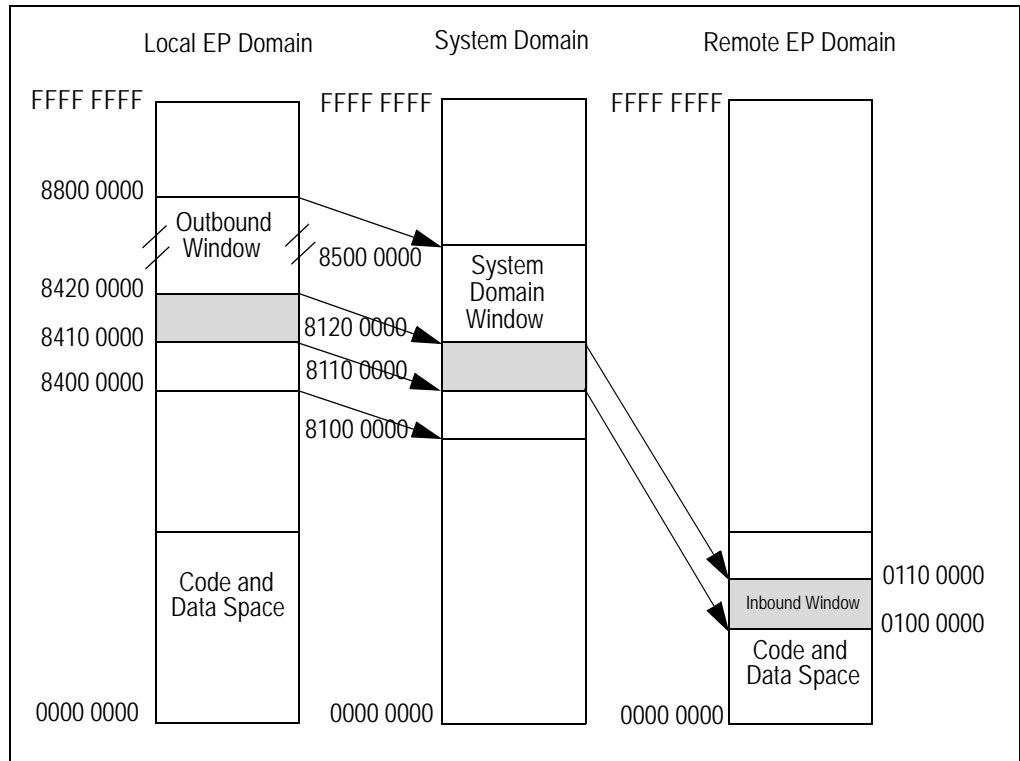 Local EP Domain
System Domain
Remote EP Domain
FFFF FFFF
FFFF FFFF
FFFF FFFF
8800 0000
Outbound
Window
8500 0000
System
Domain
Window
8420 0000
8120 0000
8410 0000
8110 0000
8400 0000
8100 0000
Code and
Data Space
0110 0000
Inbound Window
0100 0000
Code and
Data Space
0000 0000
0000 0000
0000 0000